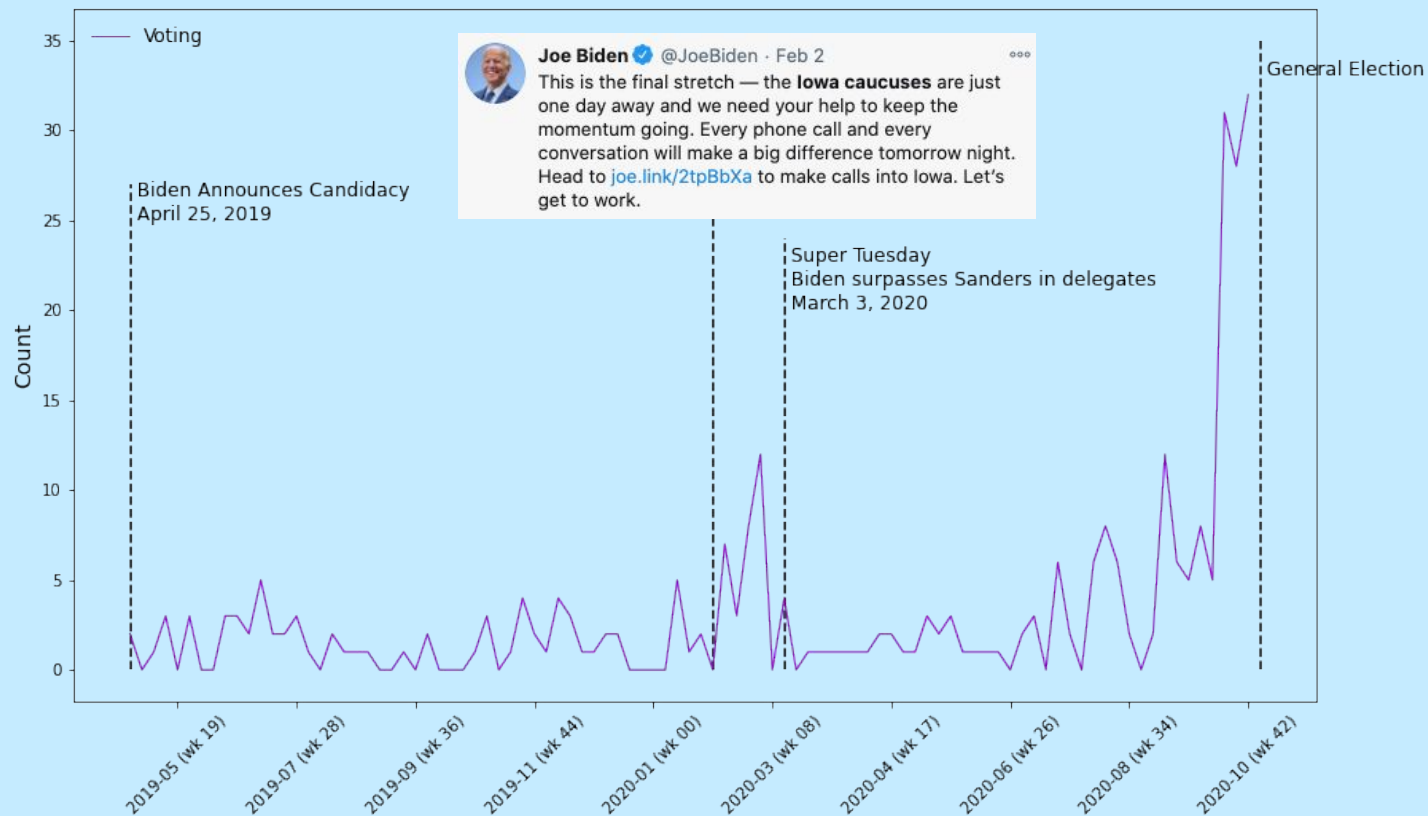 35
30
25
20
15
10
5
0
Count
Voting
Joe Biden @JoeBiden · Feb 2
This is the final stretch — the Iowa caucuses are just
one day away and we need your help to keep the
momentum going. Every phone call and every
conversation will make a big difference tomorrow night.
Head to joe.link/2tpBbXa to make calls into Iowa. Let’s
get to work.
General Election
Biden Announces Candidacy
April 25, 2019
Super Tuesday
Biden surpasses Sanders in delegates
March 3, 2020
2019-05 (wk 19)
2019-07 (wk 28)
2019-09 (wk 36)
2019-11 (wk 44)
2020-01 (wk 00)
2020-03 (wk 08)
2020-04 (wk 17)
2020-06 (wk 26)
2020-08 (wk 34)
2020-10 (wk 42)